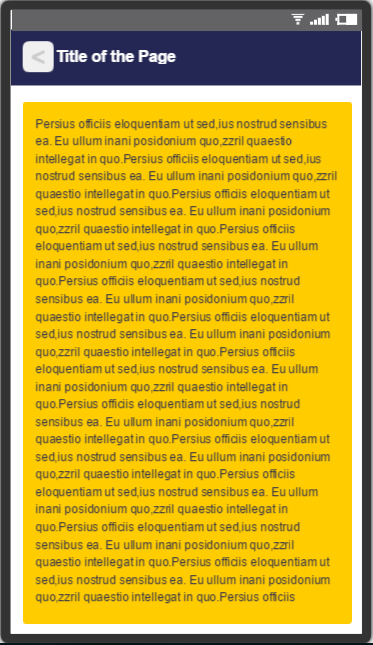 < Title of the Page
Persius officiis eloquentiam ut sed,ius nostrud sensibus
ea. Eu ullum inani posidonium quo,zzril quaestio
intellegat in quo.Persius officiis eloquentiam ut sed,ius
nostrud sensibus ea. Eu ullum inani posidonium quo,zzril
quaestio intellegat in quo.Persius officiis eloquentiam ut
sed,ius nostrud sensibus ea. Eu ullum inani posidonium
quo,zzril quaestio intellegat in quo.Persius officiis
eloquentiam ut sed,ius nostrud sensibus ea. Eu ullum
inani posidonium quo,zzril quaestio intellegat in
quo.Persius officiis eloquentiam ut sed,ius nostrud
sensibus ea. Eu ullum inani posidonium quo,zzril
quaestio intellegat in quo.Persius officiis eloquentiam ut
sed,ius nostrud sensibus ea. Eu ullum inani posidonium
quo,zzril quaestio intellegat in quo.Persius officiis
eloquentiam ut sed,ius nostrud sensibus ea. Eu ullum
inani posidonium quo,zzril quaestio intellegat in
quo.Persius officiis eloquentiam ut sed,ius nostrud
sensibus ea. Eu ullum inani posidonium quo,zzril
quaestio intellegat in quo.Persius officiis eloquentiam ut
sed,ius nostrud sensibus ea. Eu ullum inani posidonium
quo,zzril quaestio intellegat in quo.Persius officiis
eloquentiam ut sed,ius nostrud sensibus ea. Eu ullum
inani posidonium quo,zzril quaestio intellegat in
quo.Persius officiis eloquentiam ut sed,ius nostrud
sensibus ea. Eu ullum inani posidonium quo,zzril
quaestio intellegat in quo.Persius officiis eloquentiam ut
sed,ius nostrud sensibus ea. Eu ullum inani posidonium
quo,zzril quaestio intellegat in quo.Persius officiis